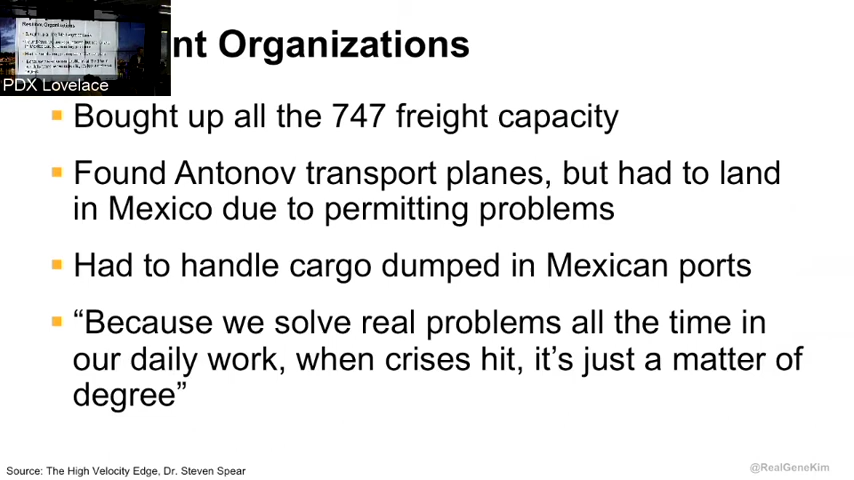 PDX Lovelace
nt Organizations
Bought up all the 747 freight capacity
Found Antonov transport planes, but had to land
in Mexico due to permitting problems
Had to handle cargo dumped in Mexican ports
“Because we solve real problems all the time in
our daily work, when crises hit, it’s just a matter of
degree”
Source: The High Velocity Edge, Dr. Steven Spear
@RealGeneKim